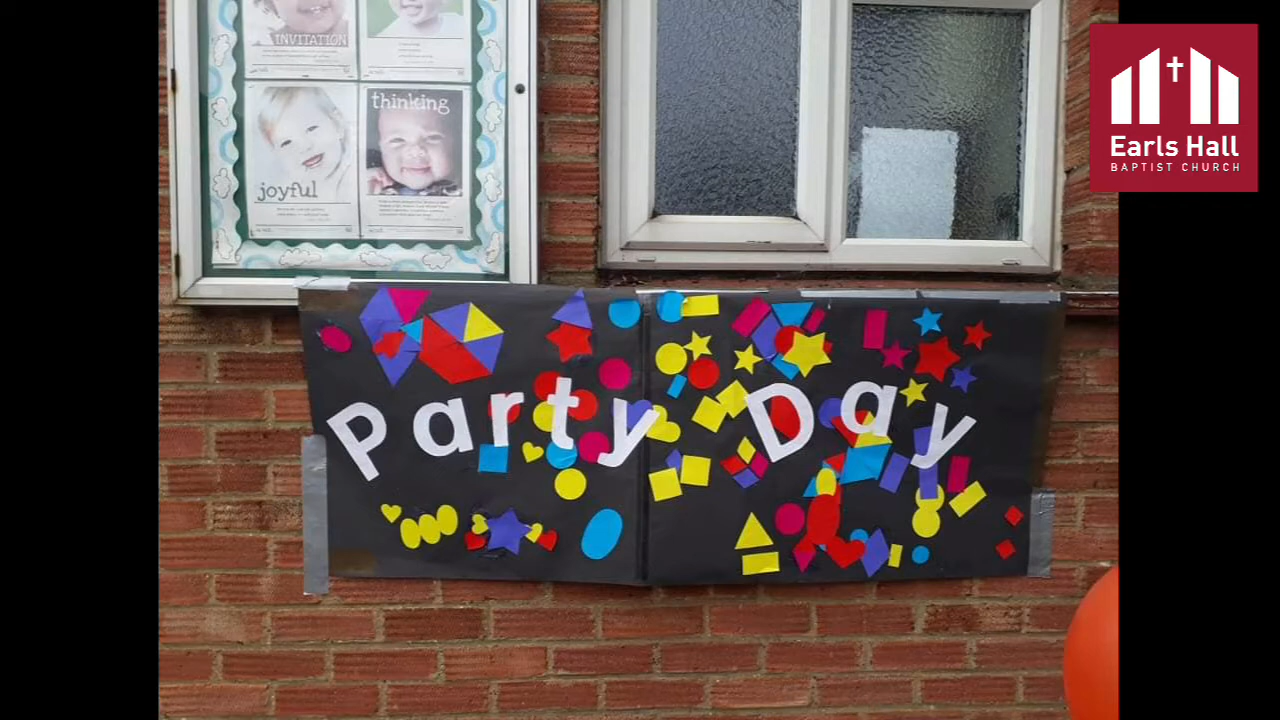 INVITATION
joyful
thinking
Party Day
Earls Hall
BAPTIST CHURCH